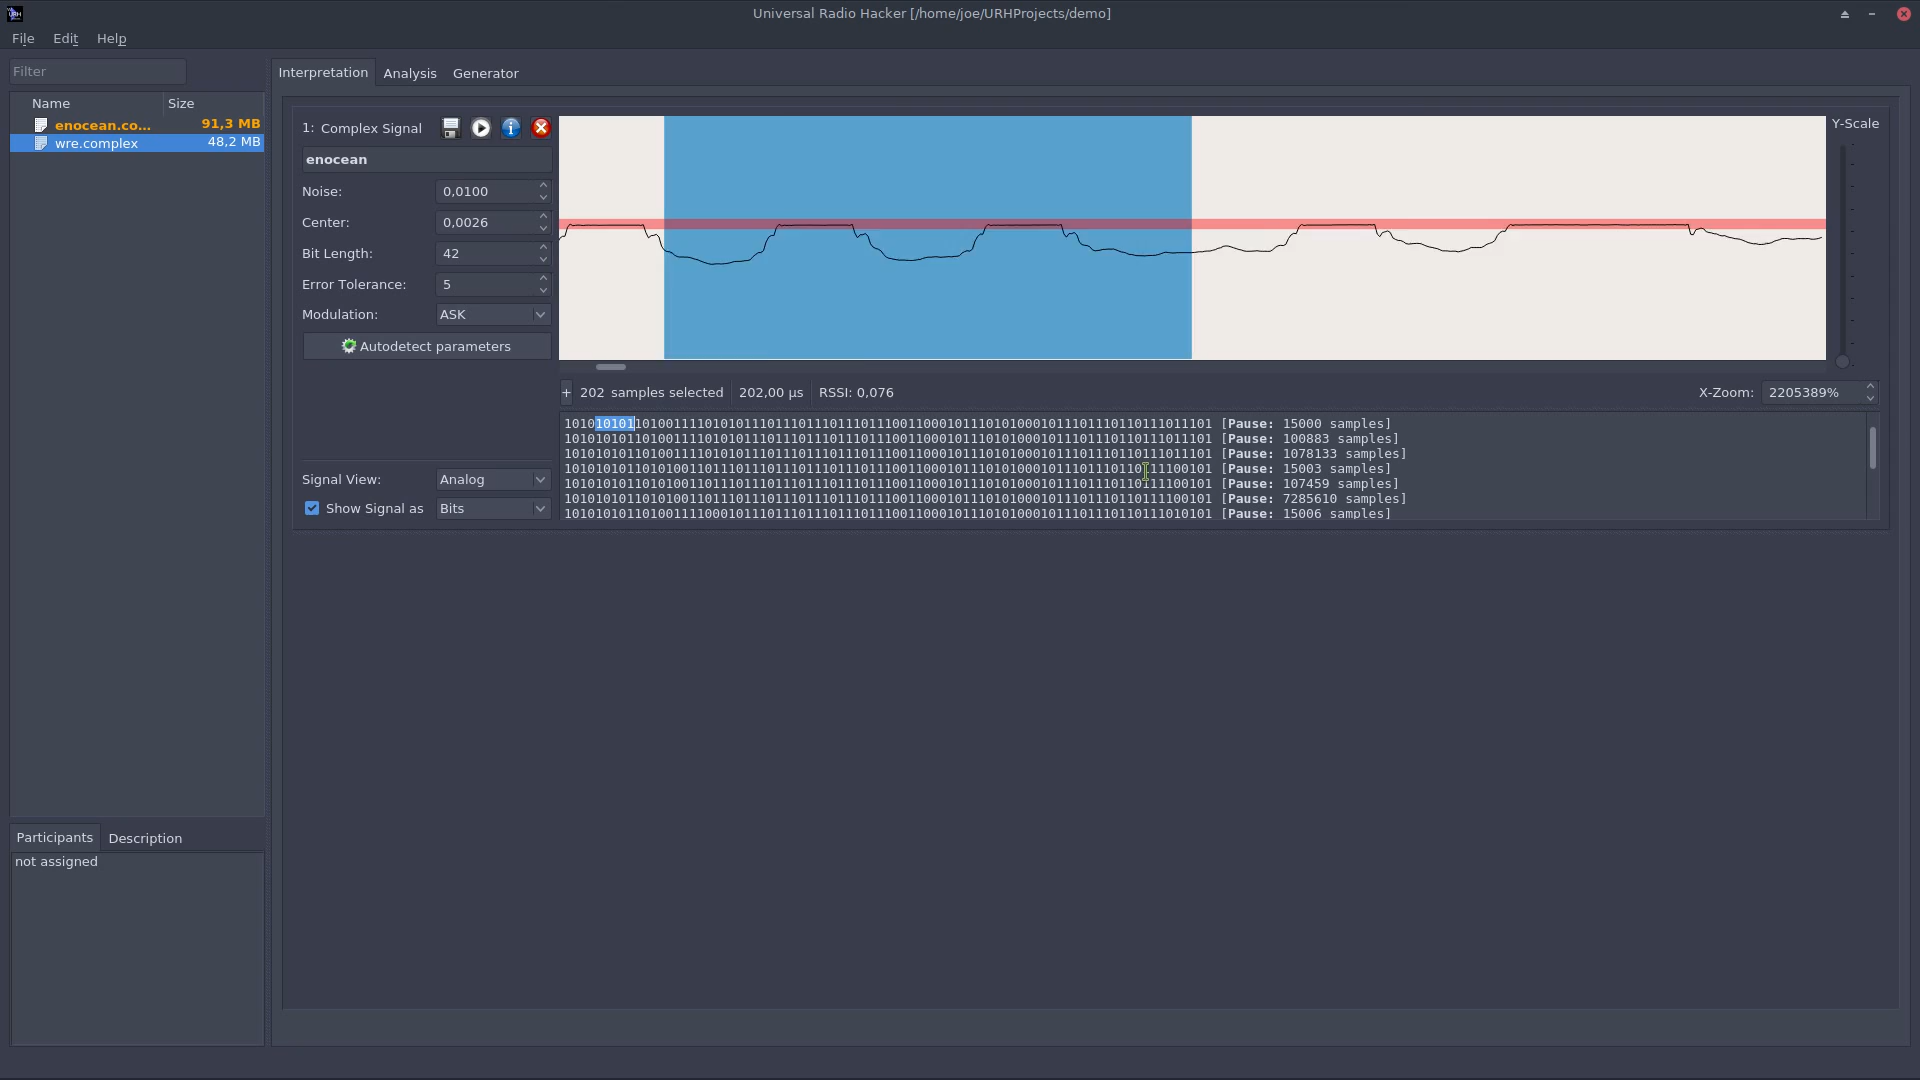 Universal Radio Hacker [/home/joe/URHProjects/demo]
File Edit Help
Filter
Name Size
enocean.co... 91,3 MB
wre.complex 48,2 MB
Participants Description
not assigned
Interpretation Analysis Generator
1: Complex Signal
enocean
Noise: 0,0100
Center: 0,0026
Bit Length: 42
Error Tolerance: 5
Modulation: ASK
Autodetect parameters
Signal View: Analog
Show Signal as Bits
Y-Scale
+ 202 samples selected 202,00 µs RSSI: 0,076 X-Zoom: 2205389%
[Pause: 15000 samples]
[Pause: 100883 samples]
[Pause: 1078133 samples]
[Pause: 15003 samples]
[Pause: 107459 samples]
[Pause: 7285610 samples]
[Pause: 15006 samples]